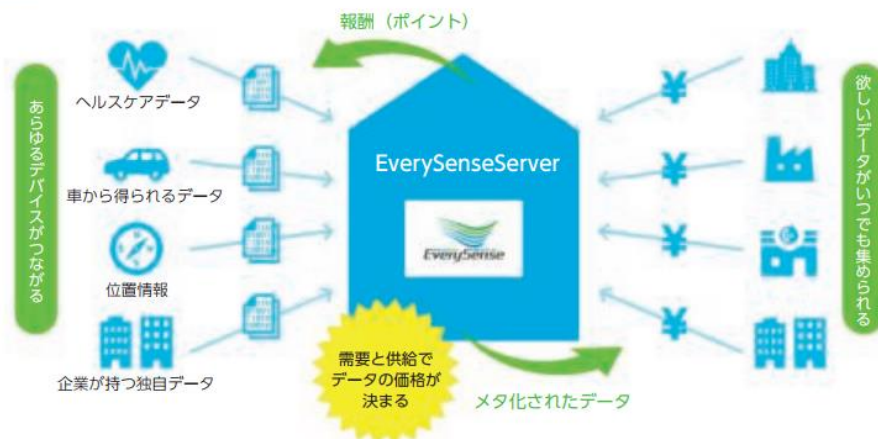 報酬（ポイント）
あらゆるデバイスがつながる
ヘルスケアデータ
車から得られるデータ
位置情報
企業が持つ独自データ
EverySenseServer
EverySense
需要と供給で
データの価格が
決まる
メタ化されたデータ
¥
¥
¥
¥
欲しいデータがいつでも集められる